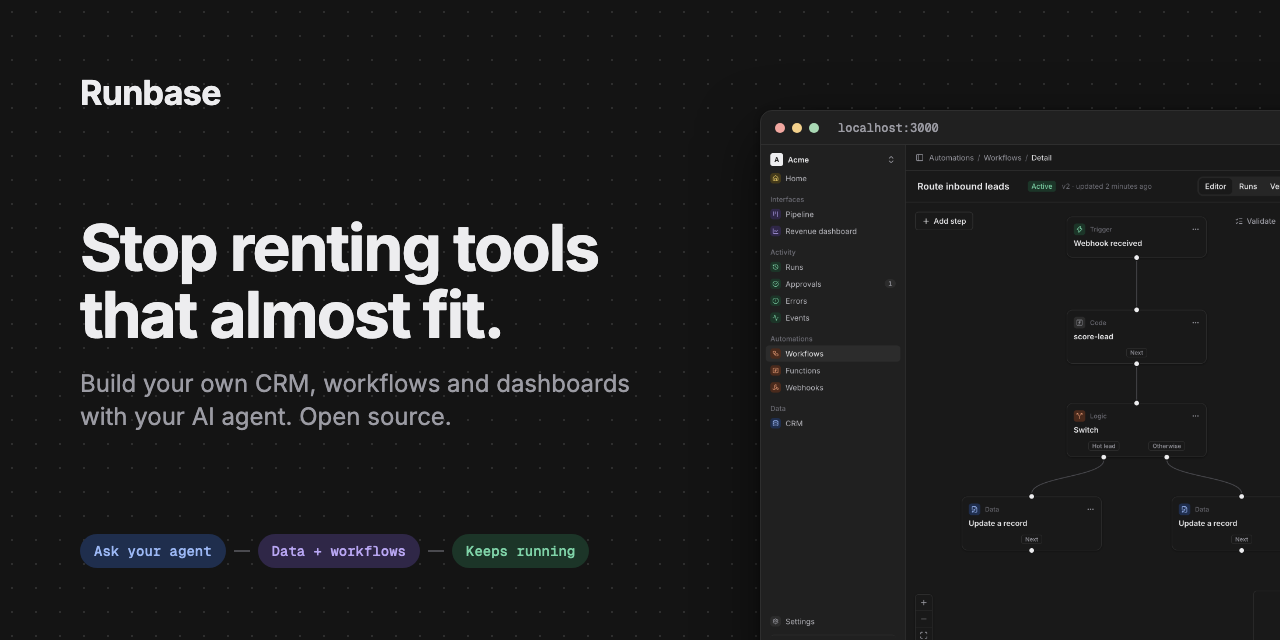 Runbase
Stop renting tools
that almost fit.
Build your own CRM, workflows and dashboards
with your AI agent. Open source.
Ask your agent
Data + workflows
Keeps running
localhost:3000
A
Acme
Home
Interfaces
Pipeline
Revenue dashboard
Activity
Runs
Approvals
1
Errors
Events
Automations
Workflows
Functions
Webhooks
Data
CRM
Settings
Automations / Workflows / Detail
Route inbound leads
Active
v2 · updated 2 minutes ago
Editor
Runs
Ve
+ Add step
Validate
Trigger
Webhook received
Code
score-lead
Next
Logic
Switch
Hot lead
Otherwise
Data
Update a record
Next
Data
Update a record
Next